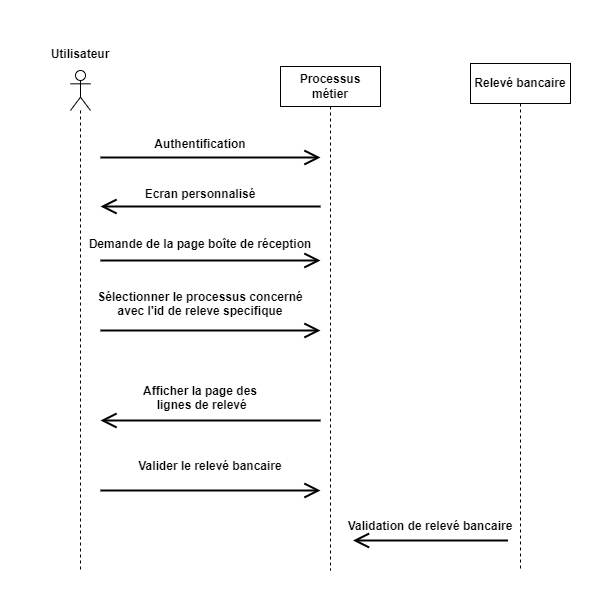 Utilisateur
Processus
métier
Relevé bancaire
Authentification
Ecran personnalisé
Demande de la page boîte de réception
Sélectionner le processus concerné
avec l'id de releve specifique
Afficher la page des
lignes de relevé
Valider le relevé bancaire
Validation de relevé bancaire